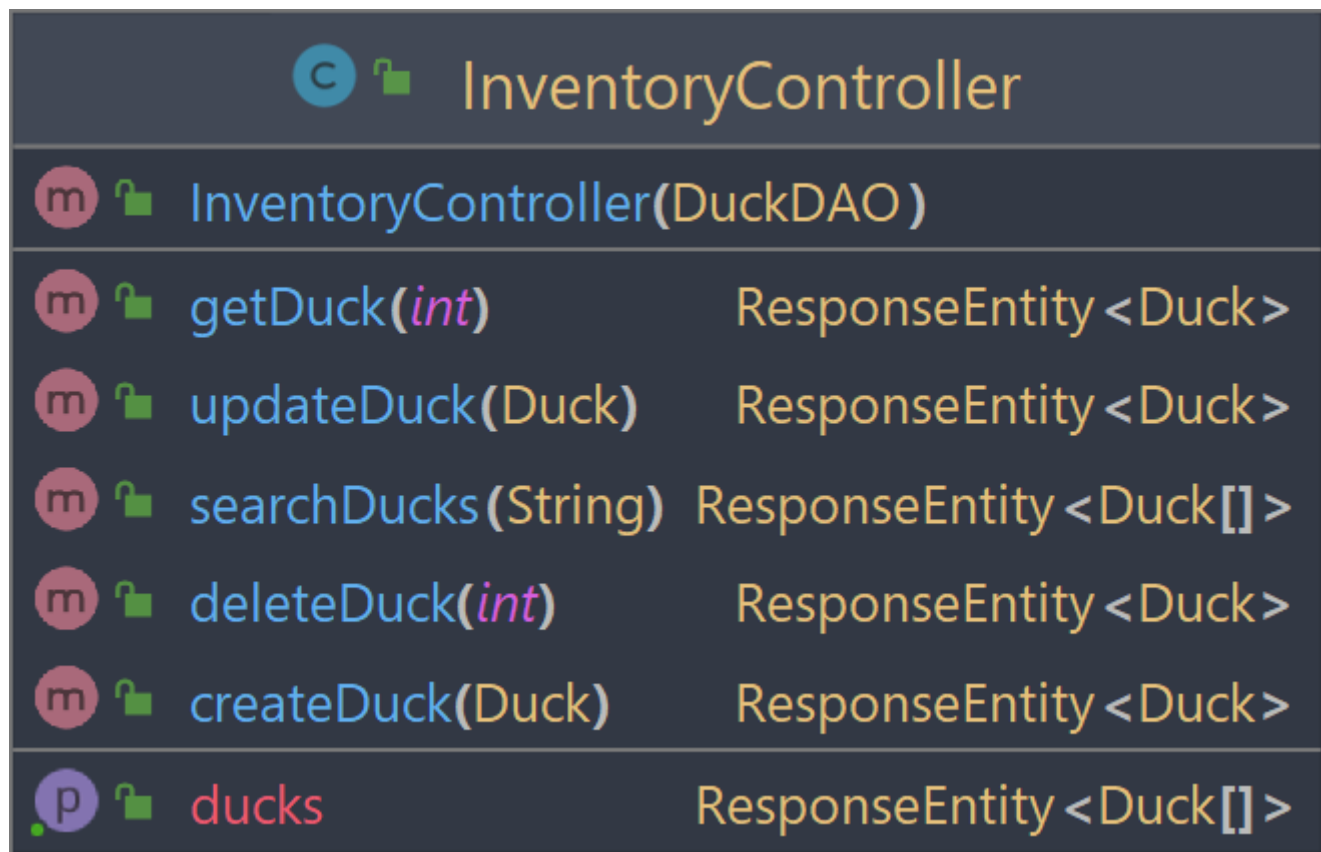 C InventoryController
m InventoryController(DuckDAO)
m getDuck(int) ResponseEntity<Duck>
m updateDuck(Duck) ResponseEntity<Duck>
m searchDucks(String) ResponseEntity<Duck[]>
m deleteDuck(int) ResponseEntity<Duck>
m createDuck(Duck) ResponseEntity<Duck>
p ducks ResponseEntity<Duck[]>